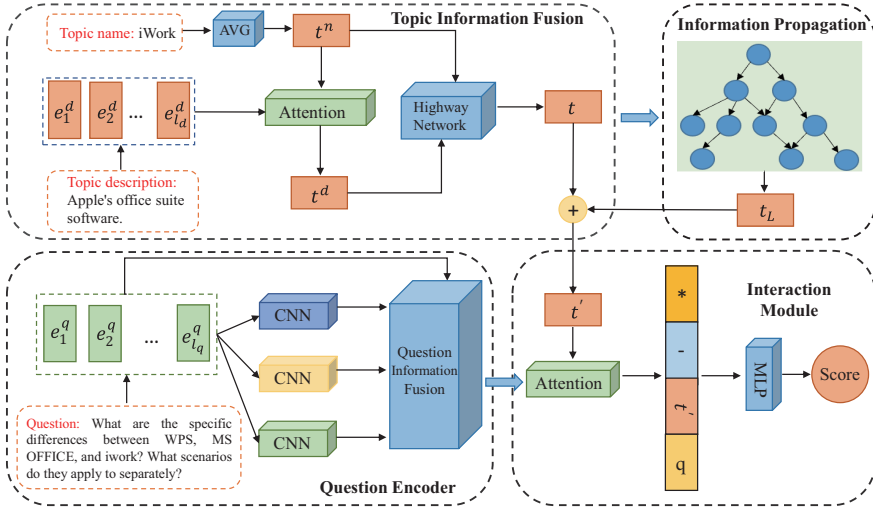 Topic Information Fusion
Topic name: iWork
AVG
t^n
e_1^d
e_2^d
...
e_{l_d}^d
Attention
Highway
Network
t
t^d
Topic description:
Apple's office suite
software.
+
Information Propagation
t_L
e_1^q
e_2^q
...
e_{l_q}^q
CNN
CNN
CNN
Question
Information
Fusion
Question: What are the specific
differences between WPS, MS
OFFICE, and iwork? What scenarios
do they apply to separately?
Question Encoder
t'
Attention
*
-
t'
q
MLP
Score
Interaction
Module